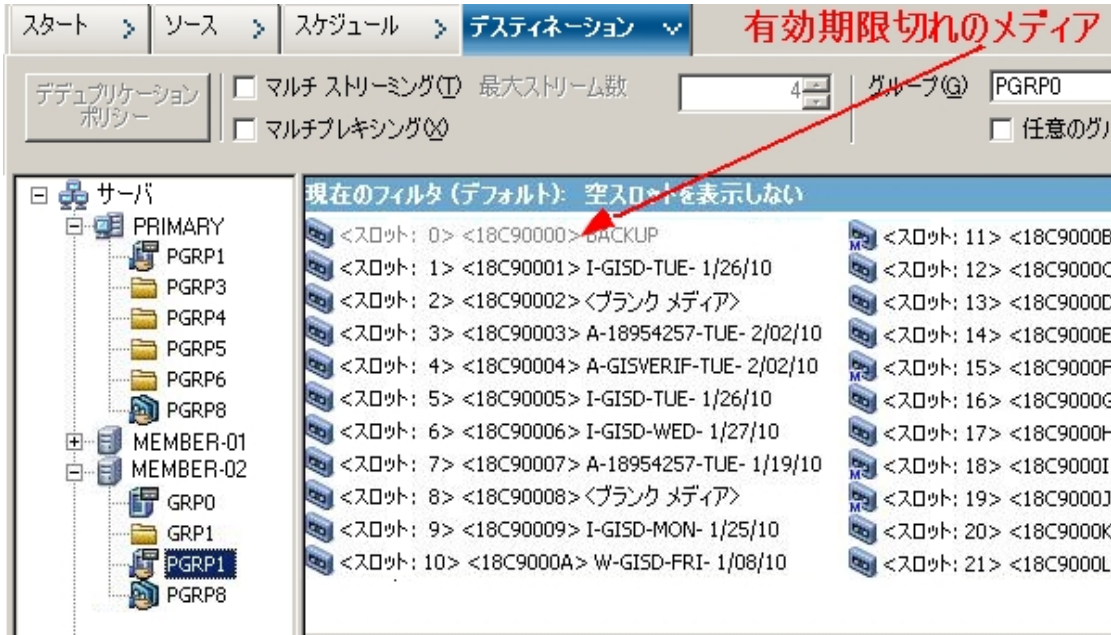 スタート
ソース
スケジュール
デスティネーション
有効期限切れのメディア
デデュプリケーション
ポリシー
マルチ ストリーミング(T)
最大ストリーム数
4
グループ(G)
PGRP0
マルチプレキシング(X)
任意のグル
サーバ
PRIMARY
PGRP1
PGRP3
PGRP4
PGRP5
PGRP6
PGRP8
MEMBER-01
MEMBER-02
GRP0
GRP1
PGRP1
PGRP8
現在のフィルタ (デフォルト): 空スロットを表示しない
<スロット: 0> <18C90000> BACKUP
<スロット: 1> <18C90001> I-GISD-TUE- 1/26/10
<スロット: 2> <18C90002> <ブランク メディア>
<スロット: 3> <18C90003> A-18954257-TUE- 2/02/10
<スロット: 4> <18C90004> A-GISVERIF-TUE- 2/02/10
<スロット: 5> <18C90005> I-GISD-TUE- 1/26/10
<スロット: 6> <18C90006> I-GISD-WED- 1/27/10
<スロット: 7> <18C90007> A-18954257-TUE- 1/19/10
<スロット: 8> <18C90008> <ブランク メディア>
<スロット: 9> <18C90009> I-GISD-MON- 1/25/10
<スロット: 10> <18C9000A> W-GISD-FRI- 1/08/10
<スロット: 11> <18C9000B
<スロット: 12> <18C9000C
<スロット: 13> <18C9000D
<スロット: 14> <18C9000E
<スロット: 15> <18C9000F
<スロット: 16> <18C9000G
<スロット: 17> <18C9000H
<スロット: 18> <18C9000I
<スロット: 19> <18C9000J
<スロット: 20> <18C9000K
<スロット: 21> <18C9000L